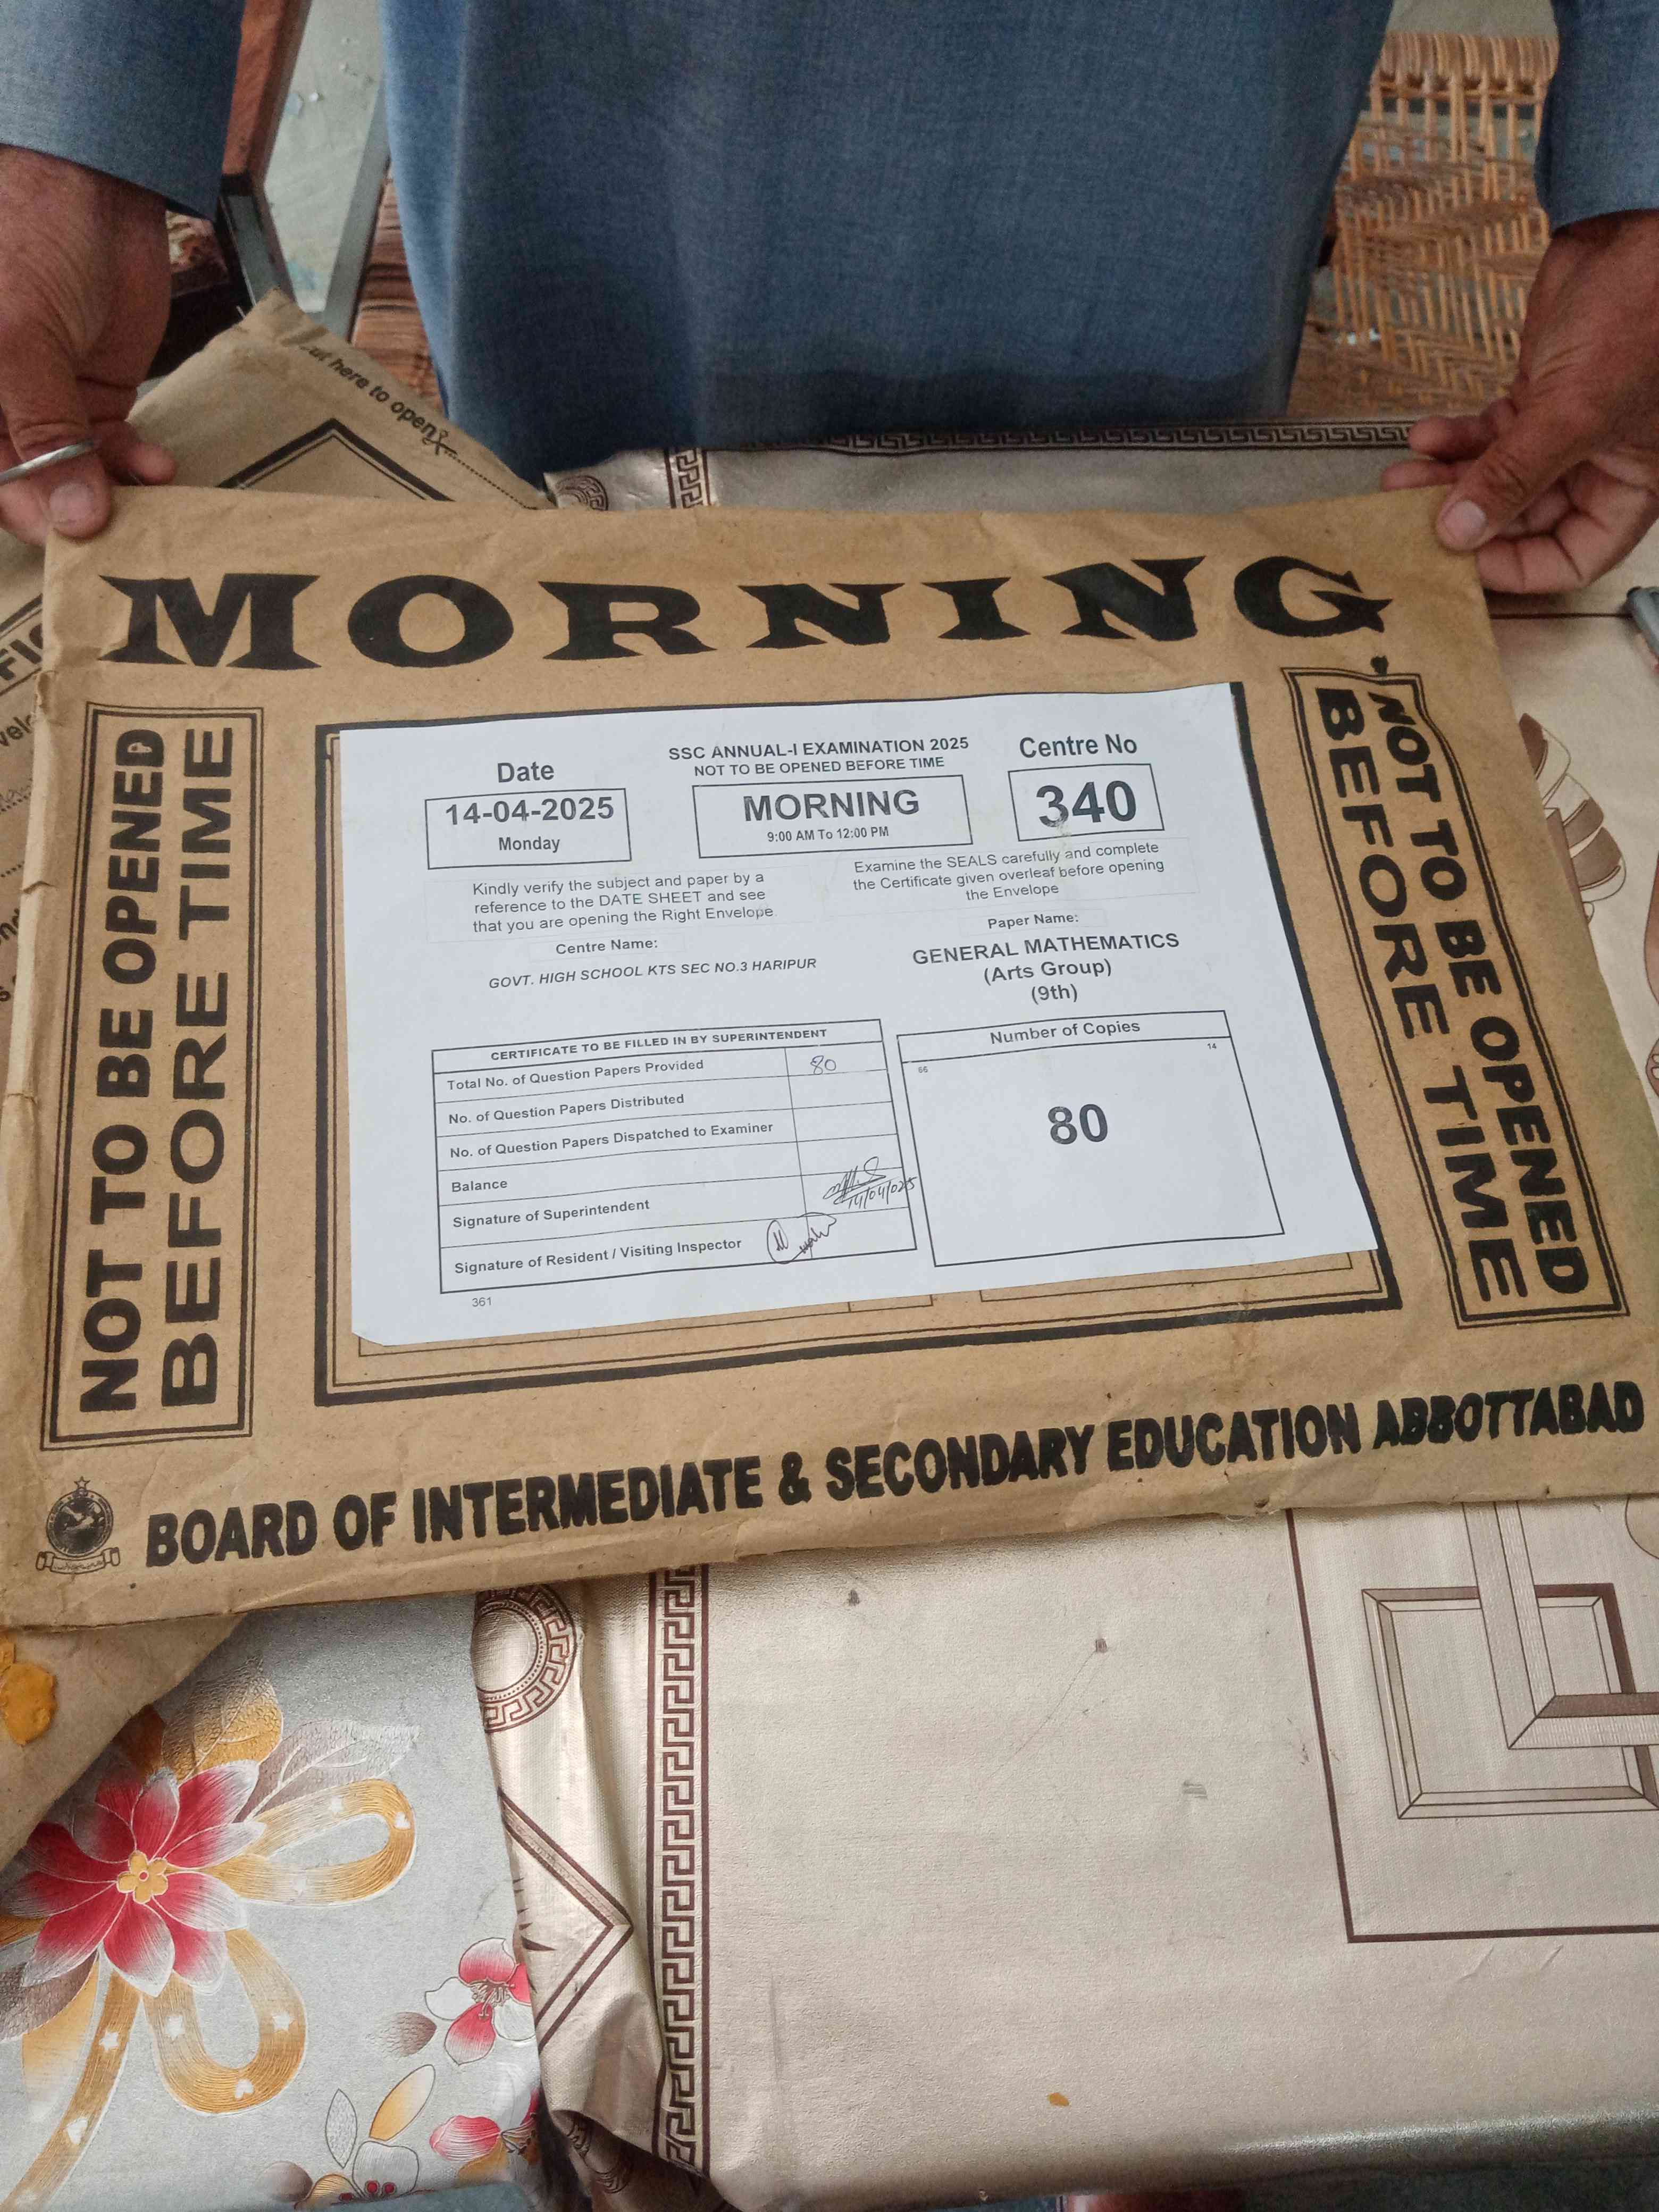 cut here to open
MORNING
NOT TO BE OPENED
BEFORE TIME
Date
14-04-2025
Monday
SSC ANNUAL-I EXAMINATION 2025
NOT TO BE OPENED BEFORE TIME
MORNING
9:00 AM To 12:00 PM
Centre No
340
Kindly verify the subject and paper by a
reference to the DATE SHEET and see
that you are opening the Right Envelope
Examine the SEALS carefully and complete
the Certificate given overleaf before opening
the Envelope
Centre Name:
GOVT. HIGH SCHOOL KTS SEC NO.3 HARIPUR
Paper Name:
GENERAL MATHEMATICS
(Arts Group)
(9th)
CERTIFICATE TO BE FILLED IN BY SUPERINTENDENT
Total No. of Question Papers Provided 80
No. of Question Papers Distributed
No. of Question Papers Dispatched to Examiner
Balance
Signature of Superintendent
Signature of Resident / Visiting Inspector
361
Number of Copies
66 14
80
NOT TO BE OPENED
BEFORE TIME
BOARD OF INTERMEDIATE & SECONDARY EDUCATION ABBOTTABAD